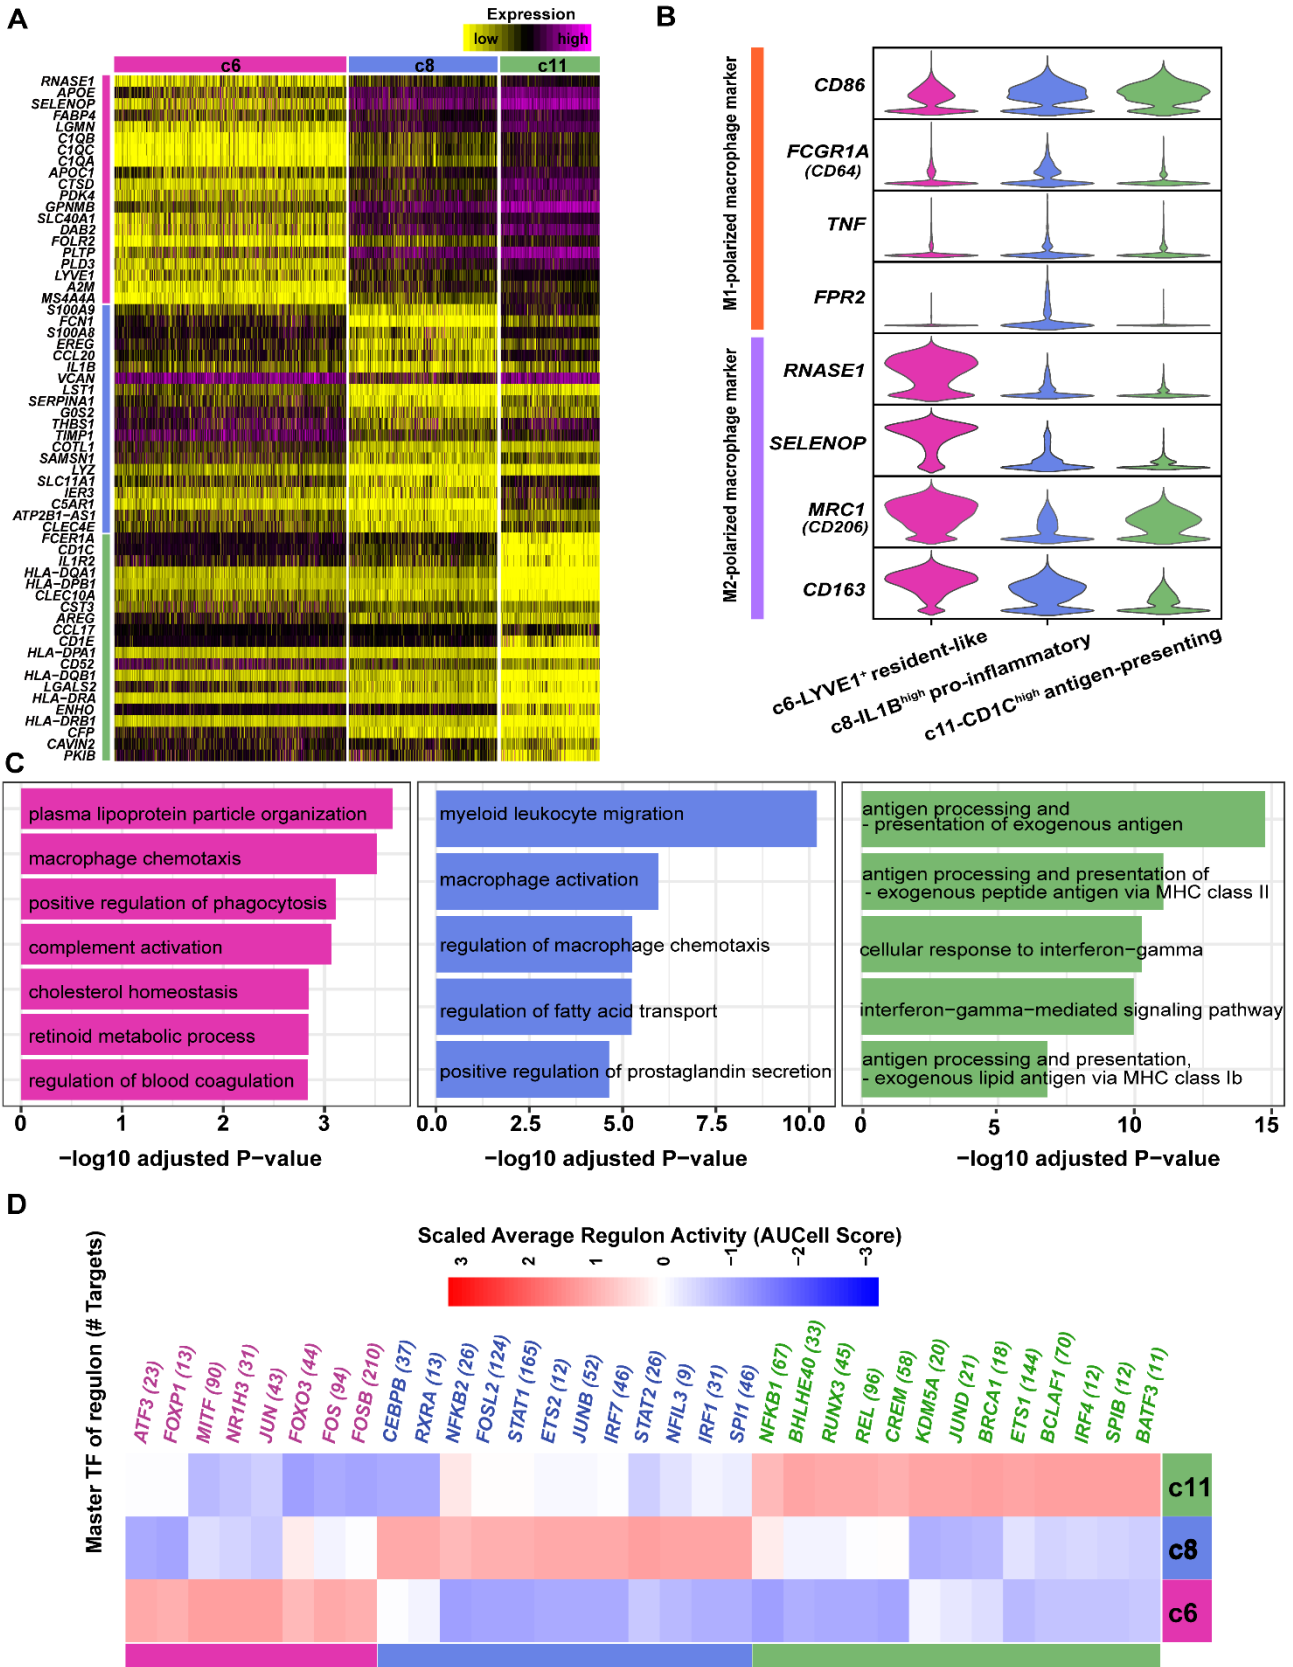 A
Expression
low high
c6 c8 c11
RNASE1
APOE
SELENOP
FABP4
LGMN
C1QB
C1QC
C1QA
APOC1
CTSD
PDK4
GPNMB
SLC40A1
DAB2
FOLR2
PLTP
PLD3
LYVE1
A2M
MS4A4A
S100A9
FCN1
S100A8
EREG
CCL20
IL1B
VCAN
LST1
SERPINA1
G0S2
THBS1
TIMP1
COTL1
SAMSN1
LYZ
SLC11A1
IER3
C5AR1
ATP2B1−AS1
CLEC4E
FCER1A
CD1C
IL1R2
HLA−DQA1
HLA−DPB1
CLEC10A
CST3
AREG
CCL17
CD1E
HLA−DPA1
CD52
HLA−DQB1
LGALS2
HLA−DRA
ENHO
HLA−DRB1
CFP
CAVIN2
PKIB
B
M1-polarized macrophage marker
M2-polarized macrophage marker
CD86
FCGR1A
(CD64)
TNF
FPR2
RNASE1
SELENOP
MRC1
(CD206)
CD163
c6-LYVE1+ resident-like
c8-IL1Bhigh pro-inflammatory
c11-CD1Chigh antigen-presenting
C
plasma lipoprotein particle organization
macrophage chemotaxis
positive regulation of phagocytosis
complement activation
cholesterol homeostasis
retinoid metabolic process
regulation of blood coagulation
0 1 2 3
−log10 adjusted P−value
myeloid leukocyte migration
macrophage activation
regulation of macrophage chemotaxis
regulation of fatty acid transport
positive regulation of prostaglandin secretion
0.0 2.5 5.0 7.5 10.0
−log10 adjusted P−value
antigen processing and
- presentation of exogenous antigen
antigen processing and presentation of
- exogenous peptide antigen via MHC class II
cellular response to interferon−gamma
interferon−gamma−mediated signaling pathway
antigen processing and presentation,
- exogenous lipid antigen via MHC class Ib
0 5 10 15
−log10 adjusted P−value
D
Scaled Average Regulon Activity (AUCell Score)
3 2 1 0 −1 −2 −3
Master TF of regulon (# Targets)
ATF3 (23)
FOXP1 (13)
MITF (90)
NR1H3 (31)
JUN (43)
FOXO3 (44)
FOS (94)
FOSB (210)
CEBPB (37)
RXRA (13)
NFKB2 (26)
FOSL2 (124)
STAT1 (165)
ETS2 (12)
JUNB (52)
IRF7 (46)
STAT2 (26)
NFIL3 (9)
IRF1 (31)
SPI1 (46)
NFKB1 (67)
BHLHE40 (33)
RUNX3 (45)
REL (96)
CREM (58)
KDM5A (20)
JUND (21)
BRCA1 (18)
ETS1 (144)
BCLAF1 (70)
IRF4 (12)
SPIB (12)
BATF3 (11)
c11
c8
c6